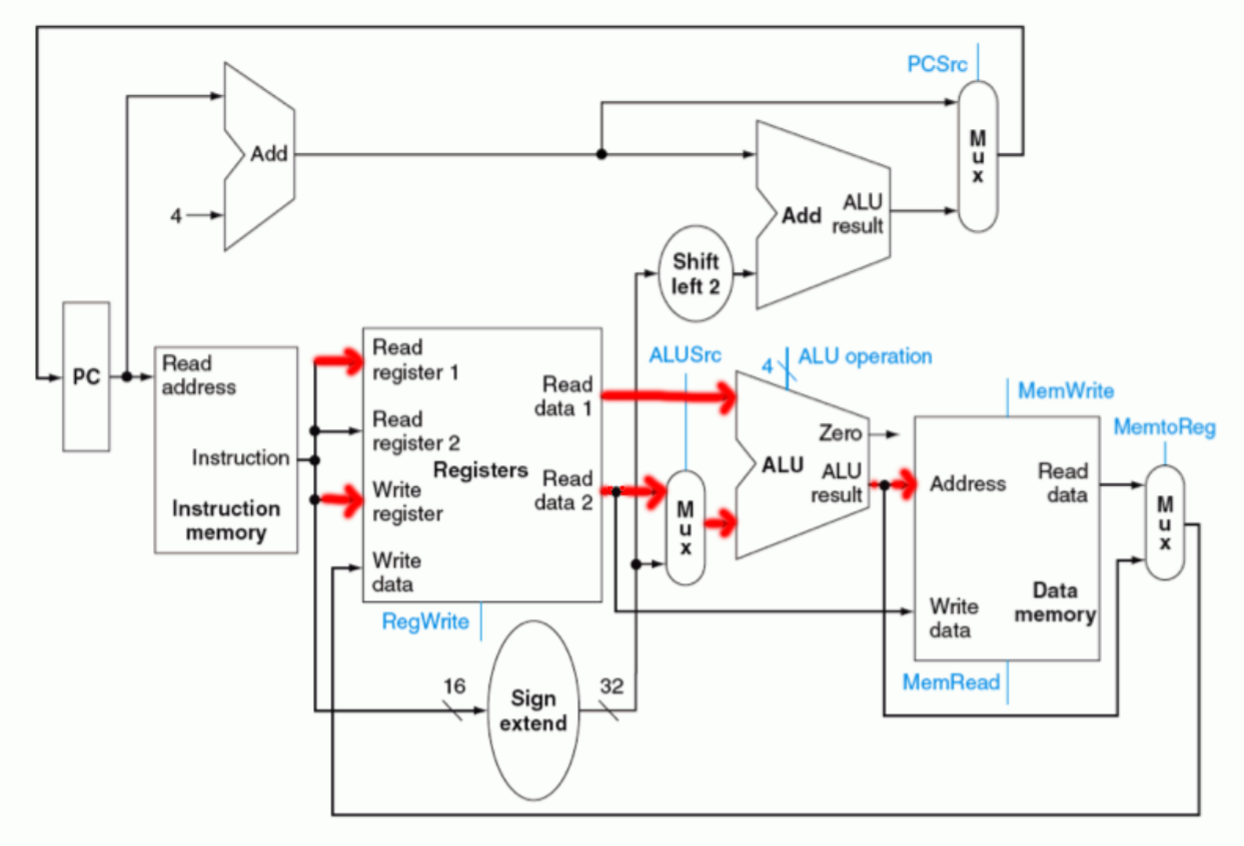 PCSrc
M
u
x
Add
4
Add
ALU
result
Shift
left 2
PC
Read
address
Instruction
Instruction
memory
Read
register 1
Read
register 2
Registers
Write
register
Write
data
Read
data 1
Read
data 2
RegWrite
16
Sign
extend
32
ALUSrc
M
u
x
4
ALU operation
Zero
ALU
ALU
result
MemWrite
Address
Read
data
Write
data
Data
memory
MemRead
MemtoReg
M
u
x